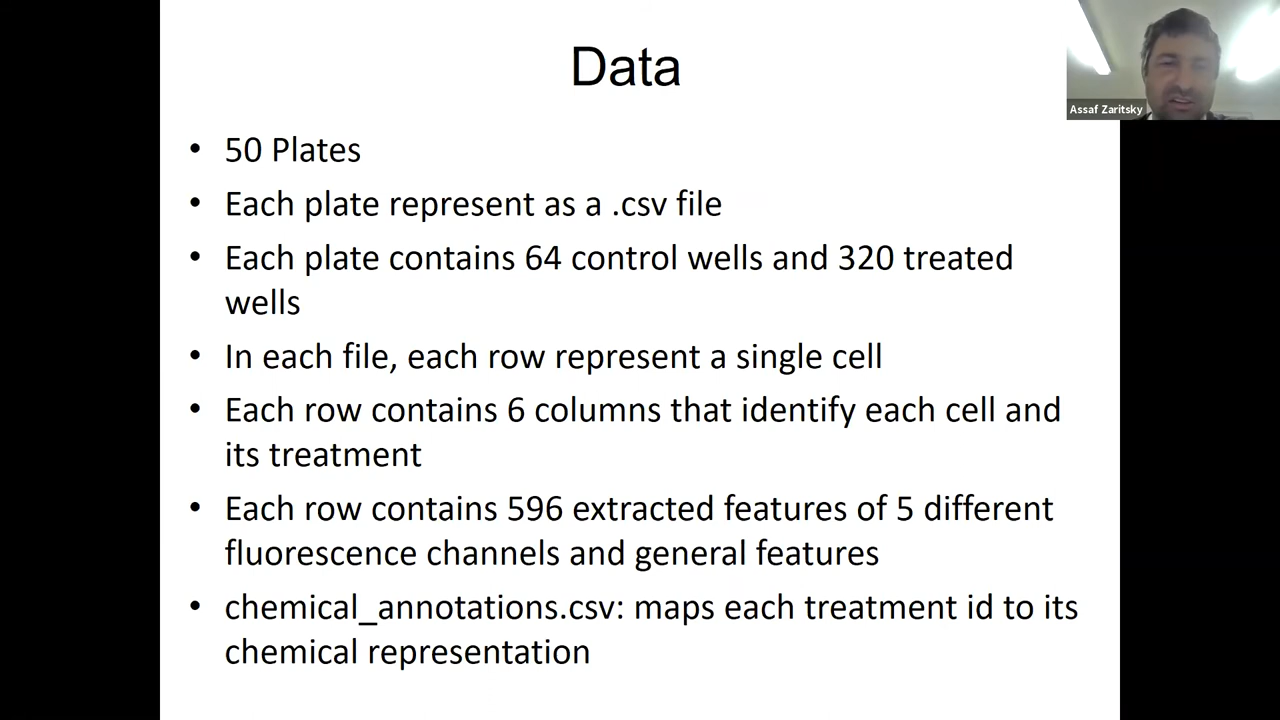 Data
Assaf Zaritsky
• 50 Plates
• Each plate represent as a .csv file
• Each plate contains 64 control wells and 320 treated
wells
• In each file, each row represent a single cell
• Each row contains 6 columns that identify each cell and
its treatment
• Each row contains 596 extracted features of 5 different
fluorescence channels and general features
• chemical_annotations.csv: maps each treatment id to its
chemical representation